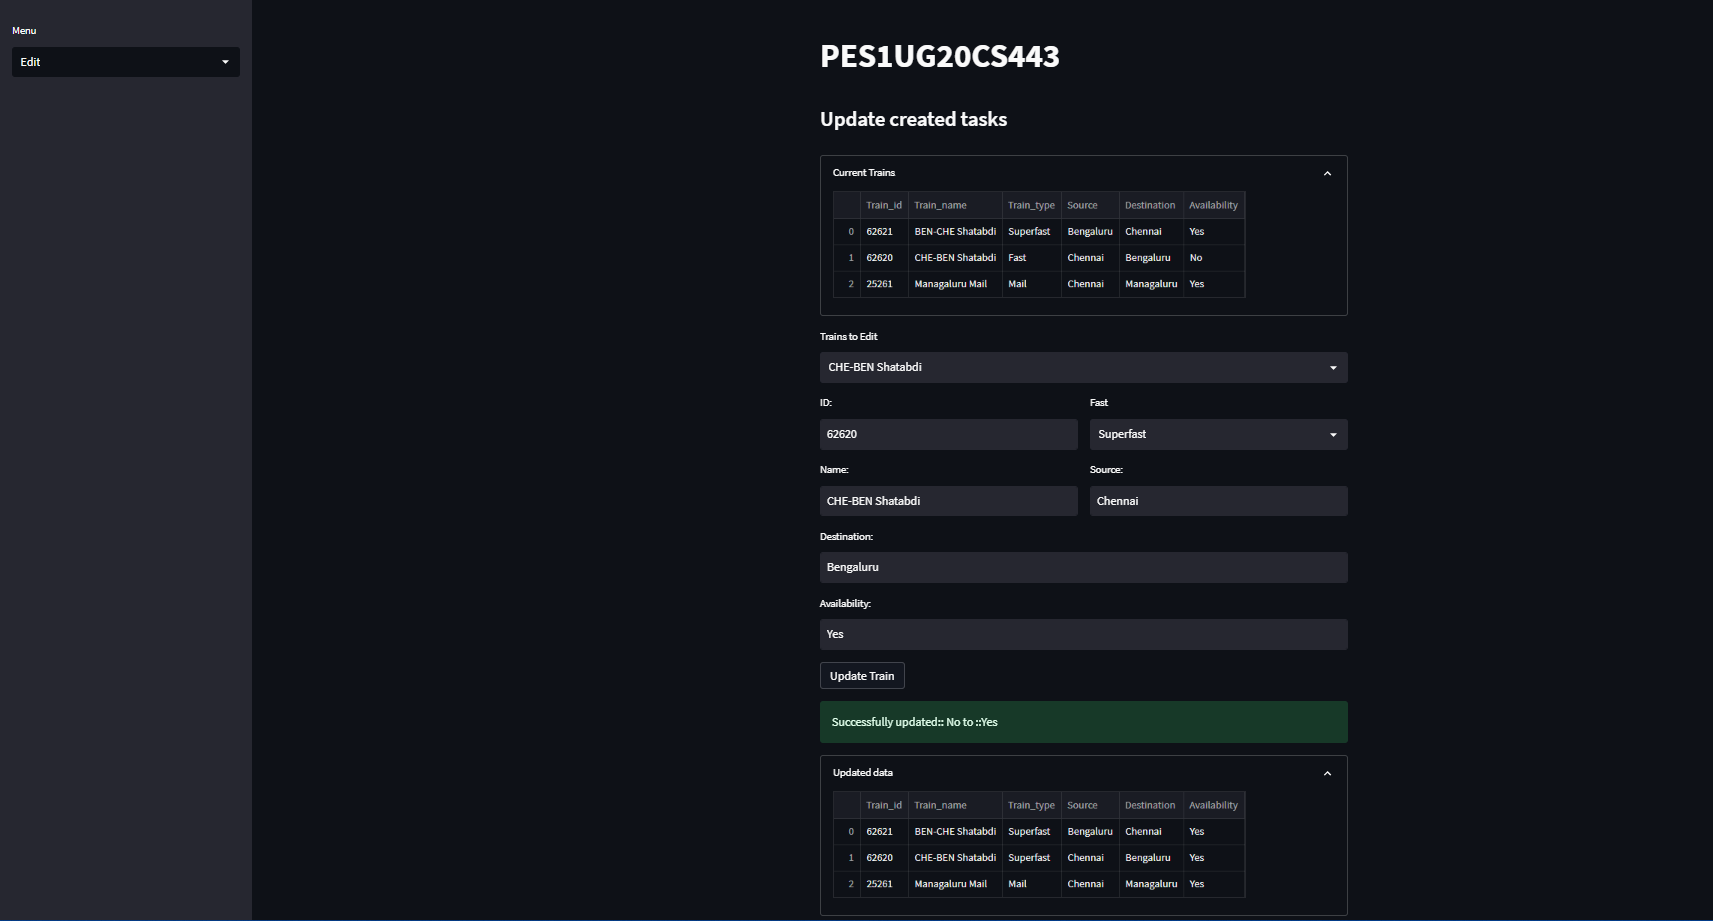 Menu
Edit
PES1UG20CS443
Update created tasks
Current Trains
Train_id Train_name Train_type Source Destination Availability
0 62621 BEN-CHE Shatabdi Superfast Bengaluru Chennai Yes
1 62620 CHE-BEN Shatabdi Fast Chennai Bengaluru No
2 25261 Managaluru Mail Mail Chennai Managaluru Yes
Trains to Edit
CHE-BEN Shatabdi
ID: Fast
62620 Superfast
Name: Source:
CHE-BEN Shatabdi Chennai
Destination:
Bengaluru
Availability:
Yes
Update Train
Successfully updated:: No to ::Yes
Updated data
Train_id Train_name Train_type Source Destination Availability
0 62621 BEN-CHE Shatabdi Superfast Bengaluru Chennai Yes
1 62620 CHE-BEN Shatabdi Superfast Chennai Bengaluru Yes
2 25261 Managaluru Mail Mail Chennai Managaluru Yes